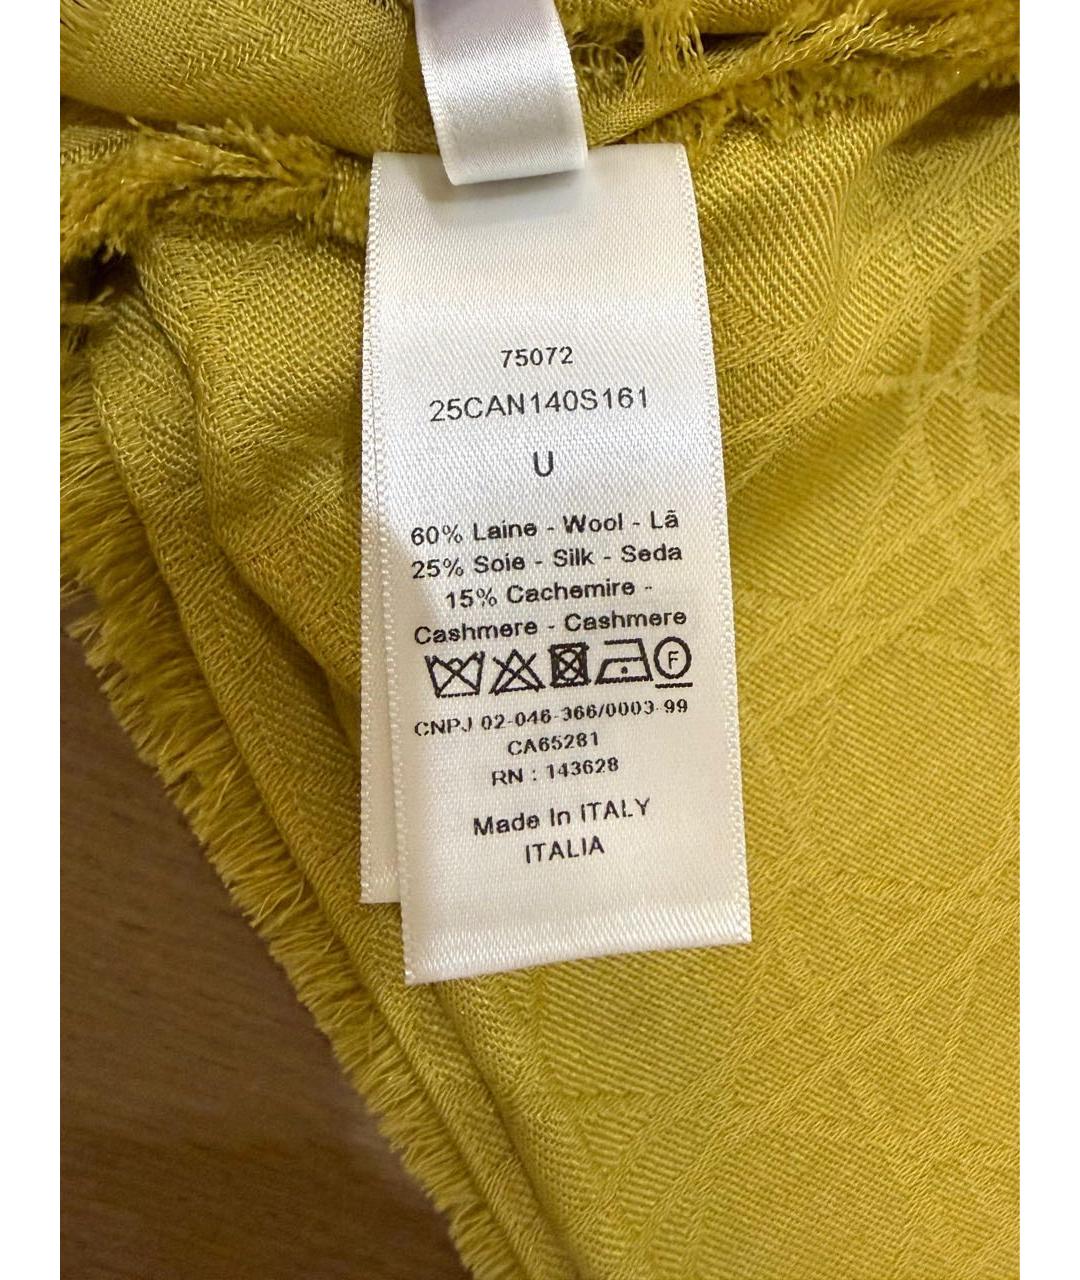 75072
25CAN140S161
U
60% Laine - Wool - Lã
25% Soie - Silk - Seda
15% Cachemire -
Cashmere - Cashmere
F
CNPJ 02-046-366/0003-99
CA65281
RN : 143628
Made In ITALY
ITALIA